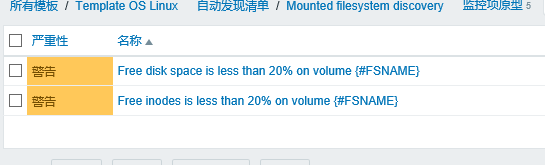 所有模板 / Template OS Linux 自动发现清单 / Mounted filesystem discovery 监控项原型 5
严重性 名称
警告 Free disk space is less than 20% on volume {#FSNAME}
警告 Free inodes is less than 20% on volume {#FSNAME}